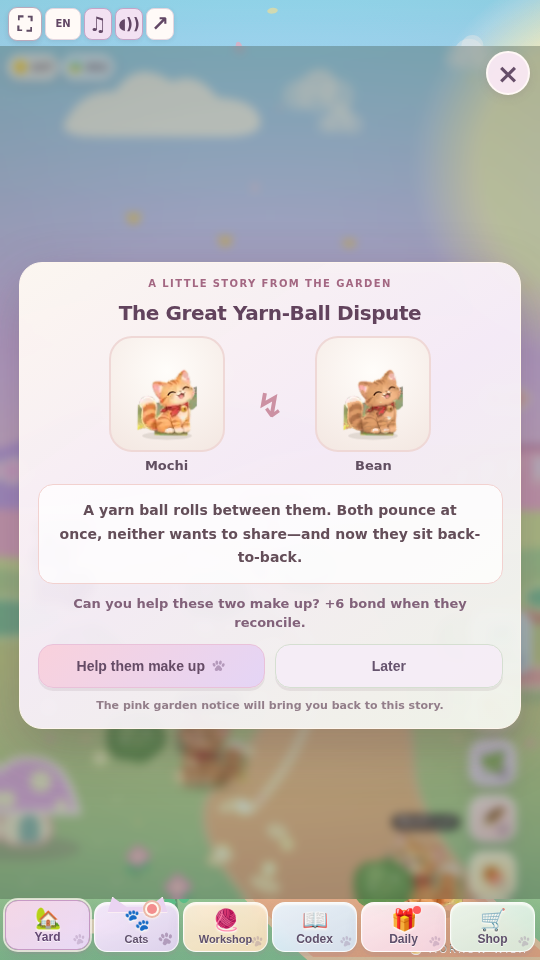 EN
A LITTLE STORY FROM THE GARDEN
The Great Yarn-Ball Dispute
Mochi
Bean
A yarn ball rolls between them. Both pounce at
once, neither wants to share—and now they sit back-
to-back.
Can you help these two make up? +6 bond when they
reconcile.
Help them make up
Later
The pink garden notice will bring you back to this story.
Yard
Cats
Workshop
Codex
Daily
Shop